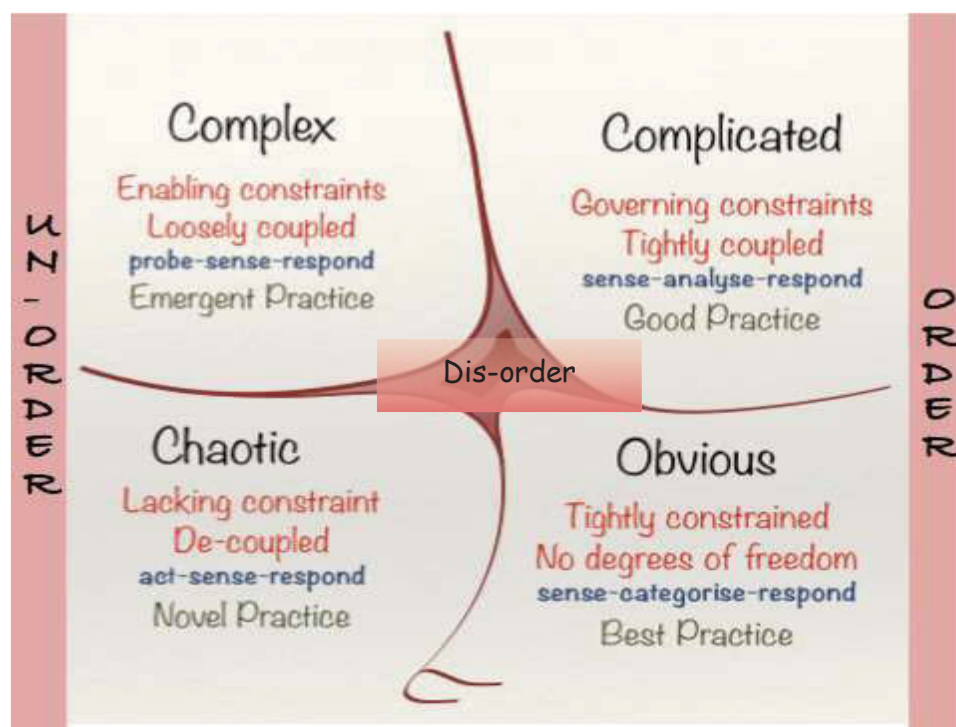 UN-ORDER
Complex
Enabling constraints
Loosely coupled
probe-sense-respond
Emergent Practice
Complicated
Governing constraints
Tightly coupled
sense-analyse-respond
Good Practice
Dis-order
Chaotic
Lacking constraint
De-coupled
act-sense-respond
Novel Practice
Obvious
Tightly constrained
No degrees of freedom
sense-categorise-respond
Best Practice
ORDER